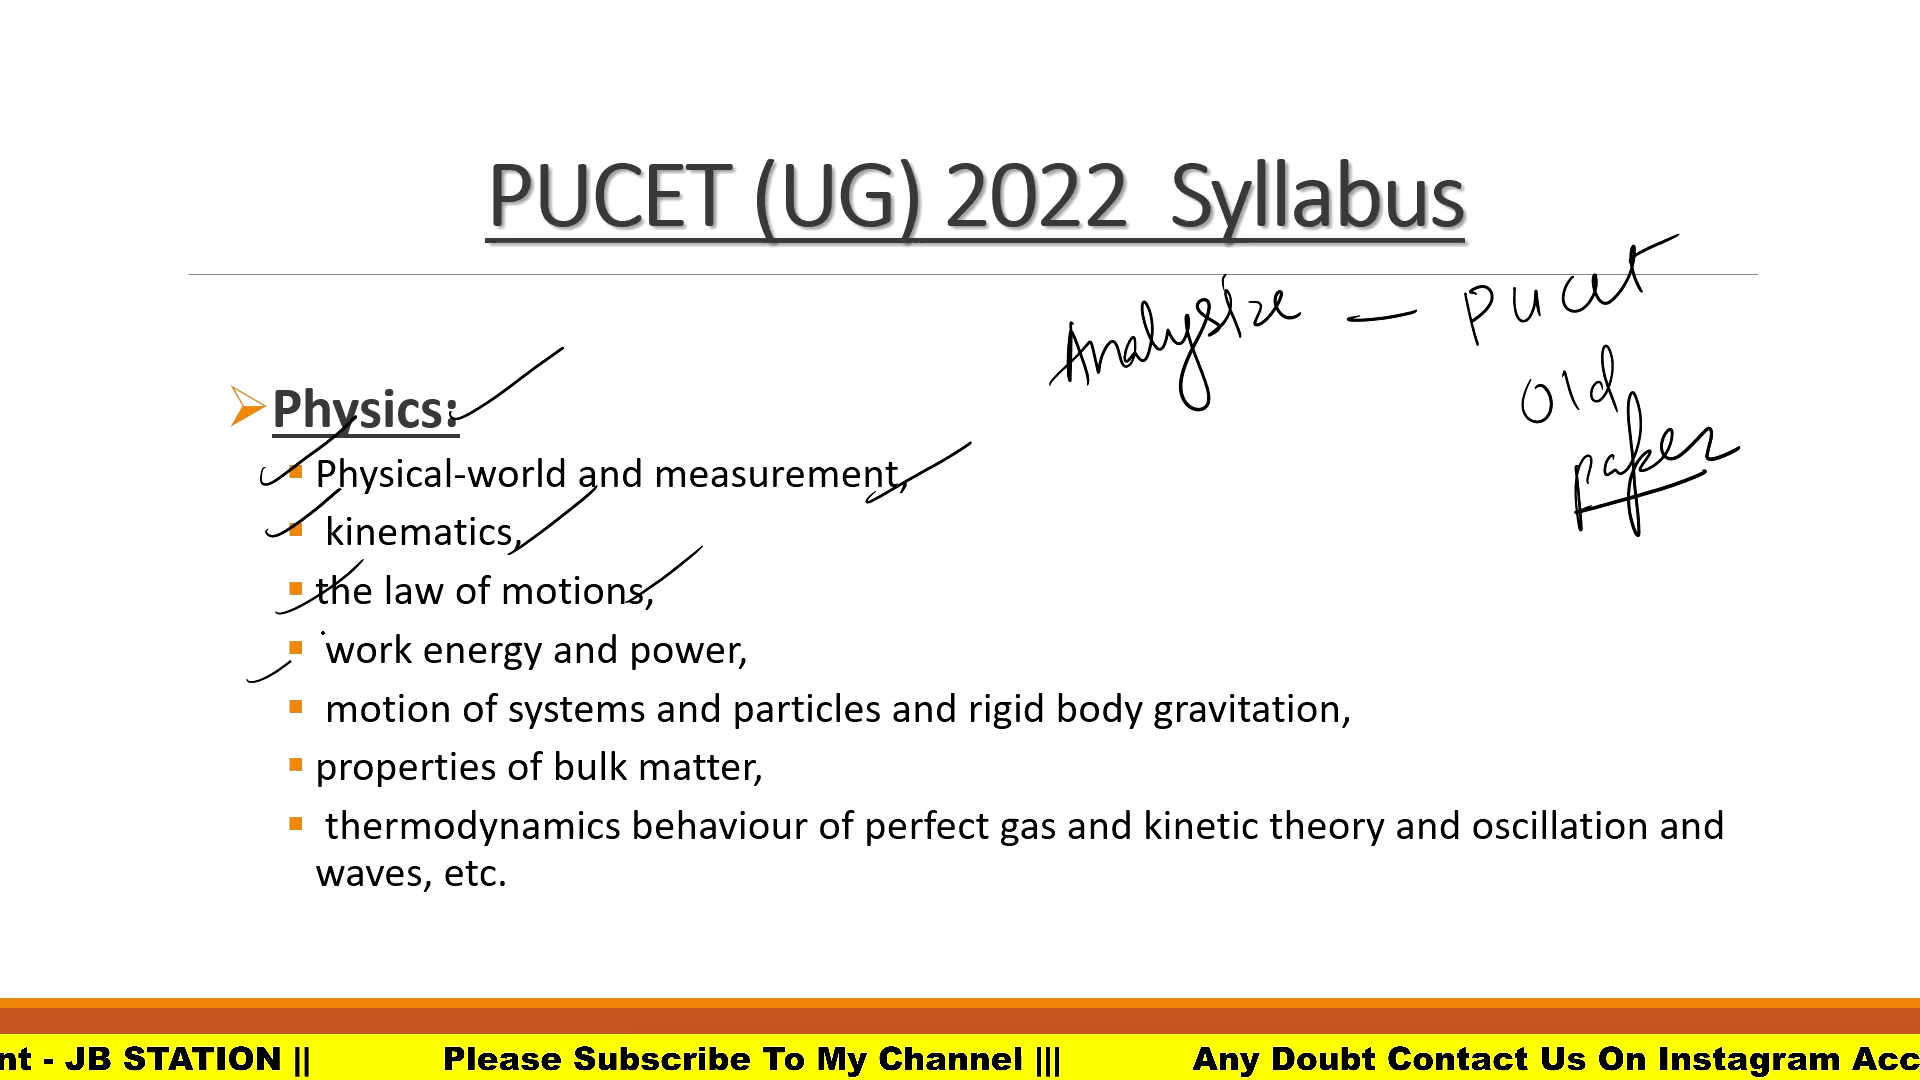 PUCET (UG) 2022 Syllabus
Analysize — PUCET
Old
paper
Physics:
Physical-world and measurement,
kinematics,
the law of motions,
work energy and power,
motion of systems and particles and rigid body gravitation,
properties of bulk matter,
thermodynamics behaviour of perfect gas and kinetic theory and oscillation and
waves, etc.
nt - JB STATION || Please Subscribe To My Channel ||| Any Doubt Contact Us On Instagram Acc